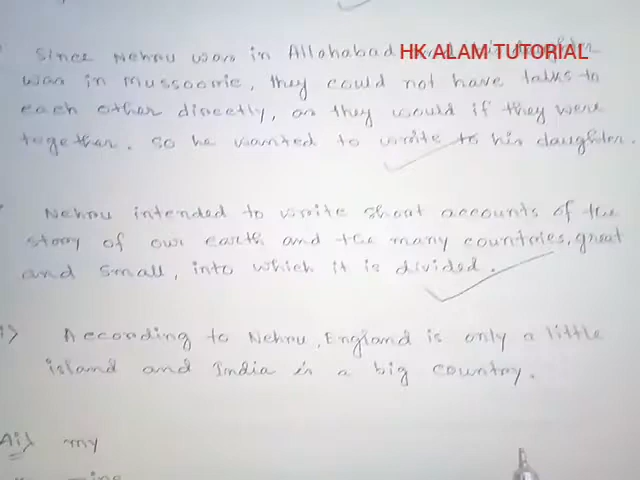 Since Nehru was in Allahabad HK ALAM TUTORIAL
was in Mussoorie, they could not have talks to
each other directly, as they would if they were
together. So he wanted to write to his daughter.
Nehru intended to write short accounts of the
story of our earth and the many countries, great
and small, into which it is divided.
i) According to Nehru, England is only a little
island and India is a big country.
Ai) my